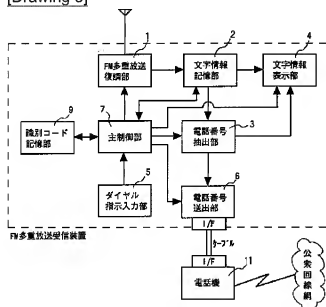 [Drawing 3]
1
FM多重放送
復調部
2
文字情報
記憶部
4
文字情報
表示部
9
識別コード
記憶部
7
主制御部
3
電話番号
抽出部
5
ダイヤル
指示入力部
6
電話番号
送出部
I/F
FM多重放送受信装置
ケーブル
I/F
11
電話機
公衆回線網